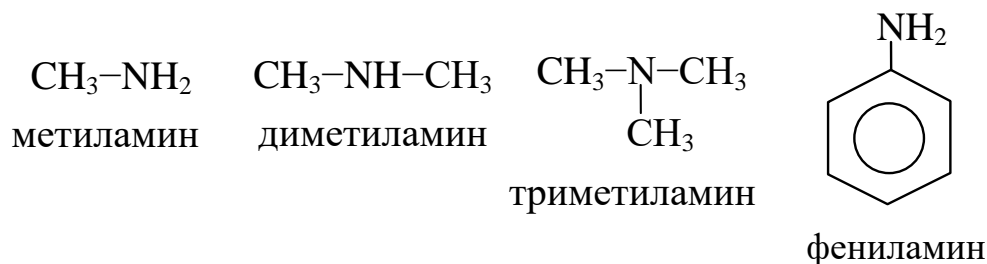 CH₃–NH₂
метиламин
CH₃–NH–CH₃
диметиламин
CH₃–N–CH₃
CH₃
триметиламин
NH₂
фениламин